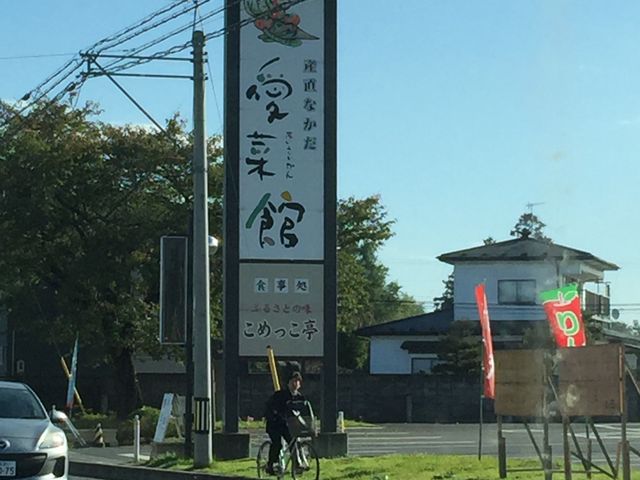 産直なかだ
愛菜館
あいさいかん
食事処
ふるさとの味
こめっこ亭